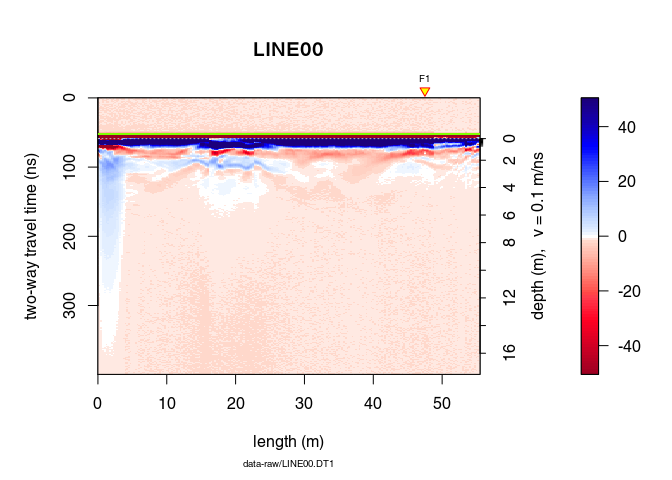 LINE00
F1
two-way travel time (ns)
0
100
200
300
0
2
4
6
8
12
16
depth (m),   v = 0.1 m/ns
40
20
0
-20
-40
0 10 20 30 40 50
length (m)
data-raw/LINE00.DT1